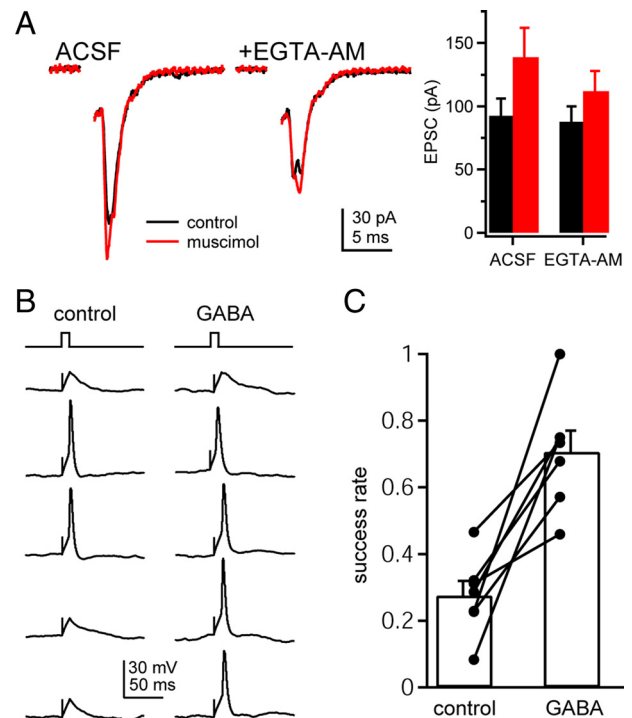 A
ACSF
+EGTA-AM
control
muscimol
30 pA
5 ms
EPSC (pA)
150
100
50
0
ACSF
EGTA-AM
B
control
GABA
30 mV
50 ms
C
success rate
1
0.8
0.6
0.4
0.2
0
control
GABA